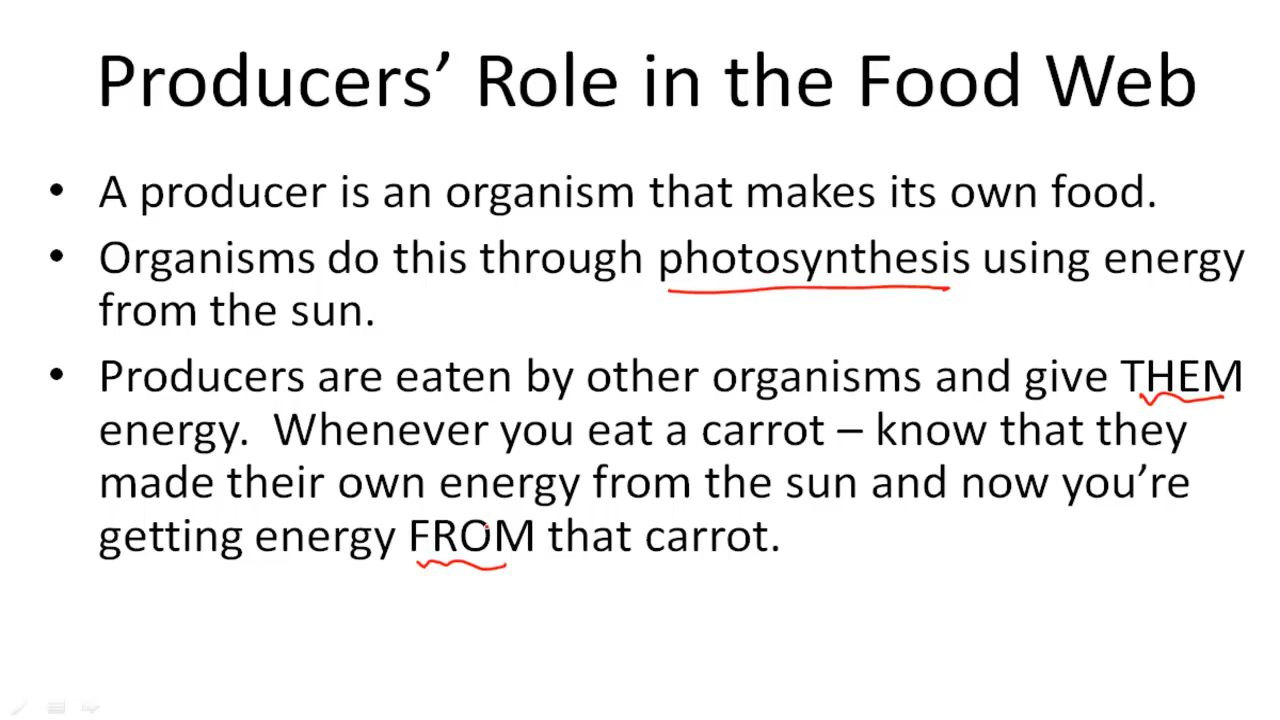 Producers’ Role in the Food Web
• A producer is an organism that makes its own food.
• Organisms do this through photosynthesis using energy
from the sun.
• Producers are eaten by other organisms and give THEM
energy.  Whenever you eat a carrot – know that they
made their own energy from the sun and now you’re
getting energy FROM that carrot.